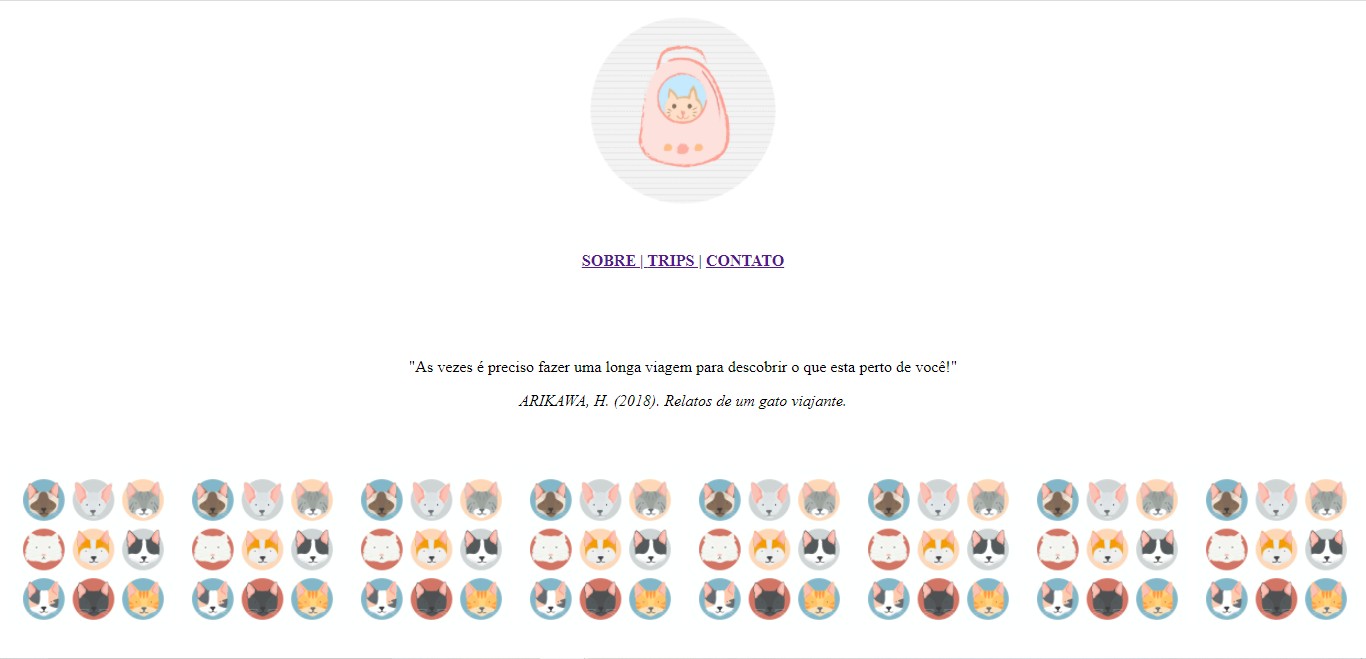 SOBRE | TRIPS | CONTATO
"As vezes é preciso fazer uma longa viagem para descobrir o que esta perto de você!"
ARIKAWA, H. (2018). Relatos de um gato viajante.